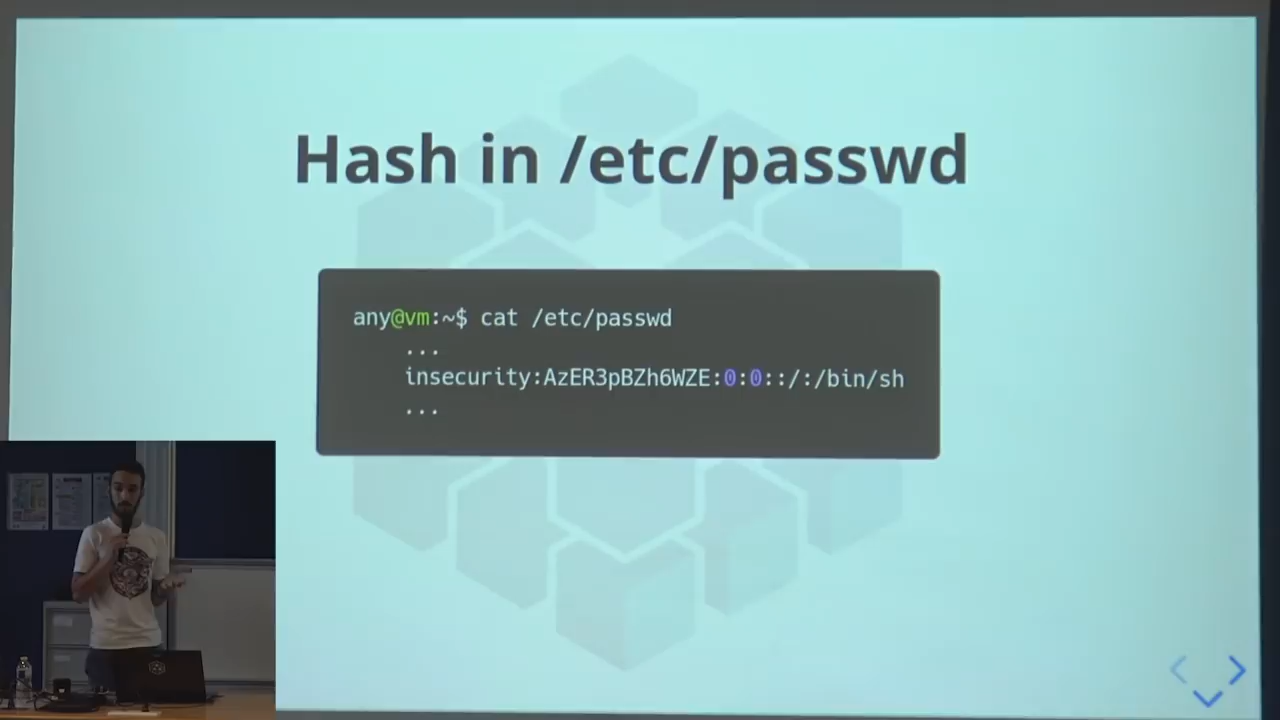 Hash in /etc/passwd
any@vm:~$ cat /etc/passwd
...
insecurity:AzER3pBZh6WZE:0:0::/:/bin/sh
...